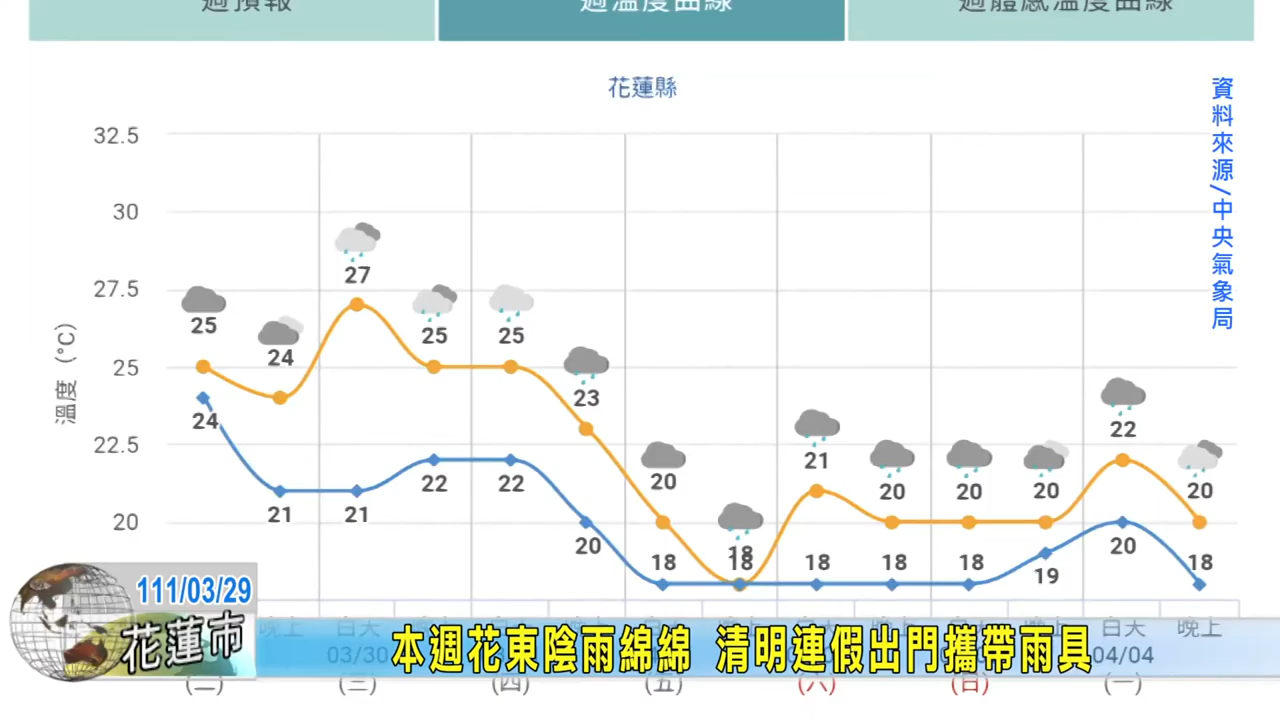 週預報
週溫度曲線
週體感溫度曲線
花蓮縣
資料來源/中央氣象局
溫度 (°C)
32.5
30
27.5
25
22.5
20
25
24
27
25
25
23
20
18
21
20
20
20
22
20
24
21
21
22
22
20
18
18
18
18
18
19
20
18
晚上
白天
白天
晚上
03/30
04/04
(二)
(三)
(四)
(五)
(六)
(日)
(一)
111/03/29
花蓮市
本週花東陰雨綿綿 清明連假出門攜帶雨具